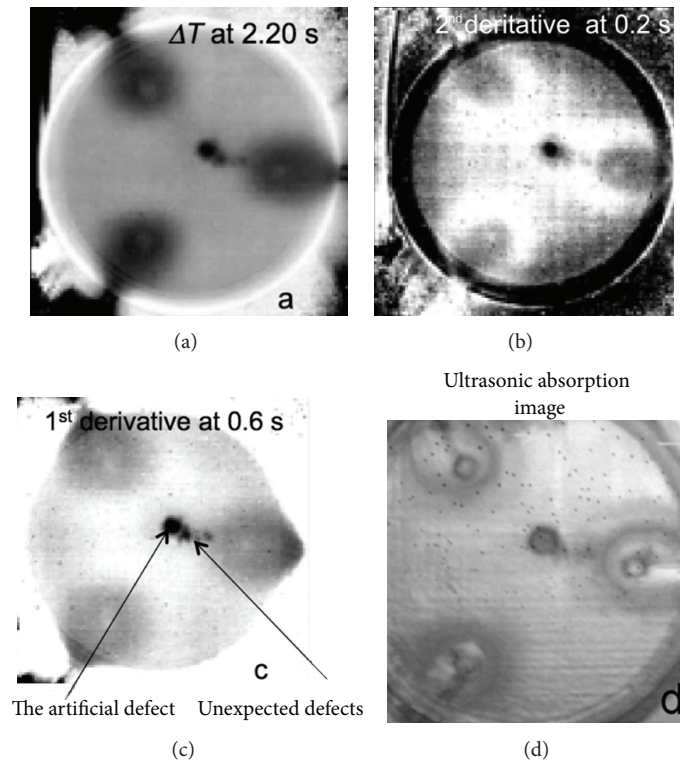 ΔT at 2.20 s
a
(a)
2nd deritative at 0.2 s
(b)
1st derivative at 0.6 s
c
The artificial defect
Unexpected defects
(c)
Ultrasonic absorption
image
d
(d)